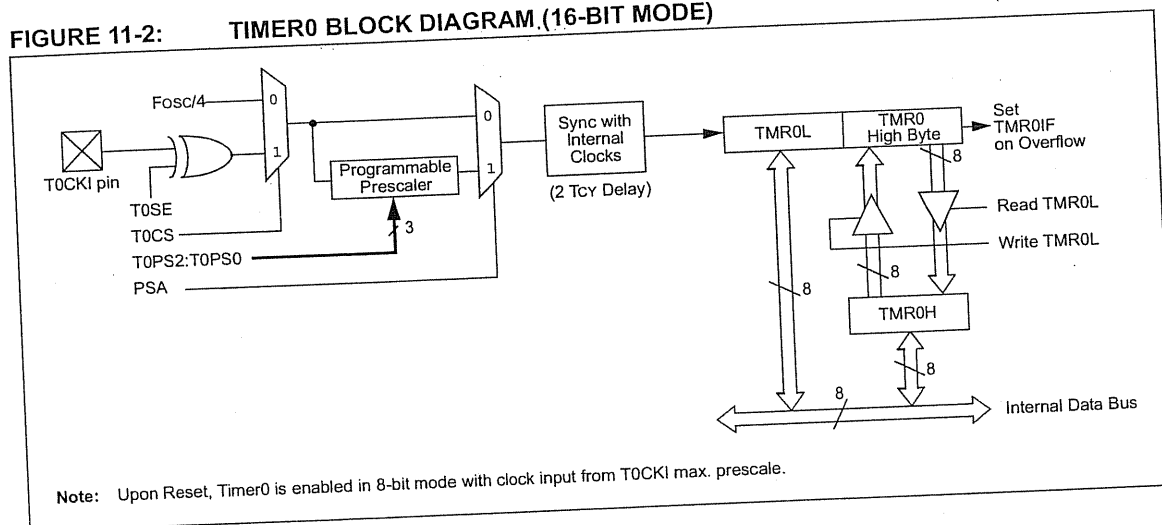 FIGURE 11-2: TIMER0 BLOCK DIAGRAM (16-BIT MODE)
Fosc/4
0
1
T0CKI pin
T0SE
T0CS
T0PS2:T0PS0
PSA
Programmable
Prescaler
3
0
1
Sync with
Internal
Clocks
(2 TCY Delay)
TMR0L
TMR0
High Byte
Set
TMR0IF
on Overflow
8
Read TMR0L
Write TMR0L
8
8
TMR0H
8
8
Internal Data Bus
Note: Upon Reset, Timer0 is enabled in 8-bit mode with clock input from T0CKI max. prescale.